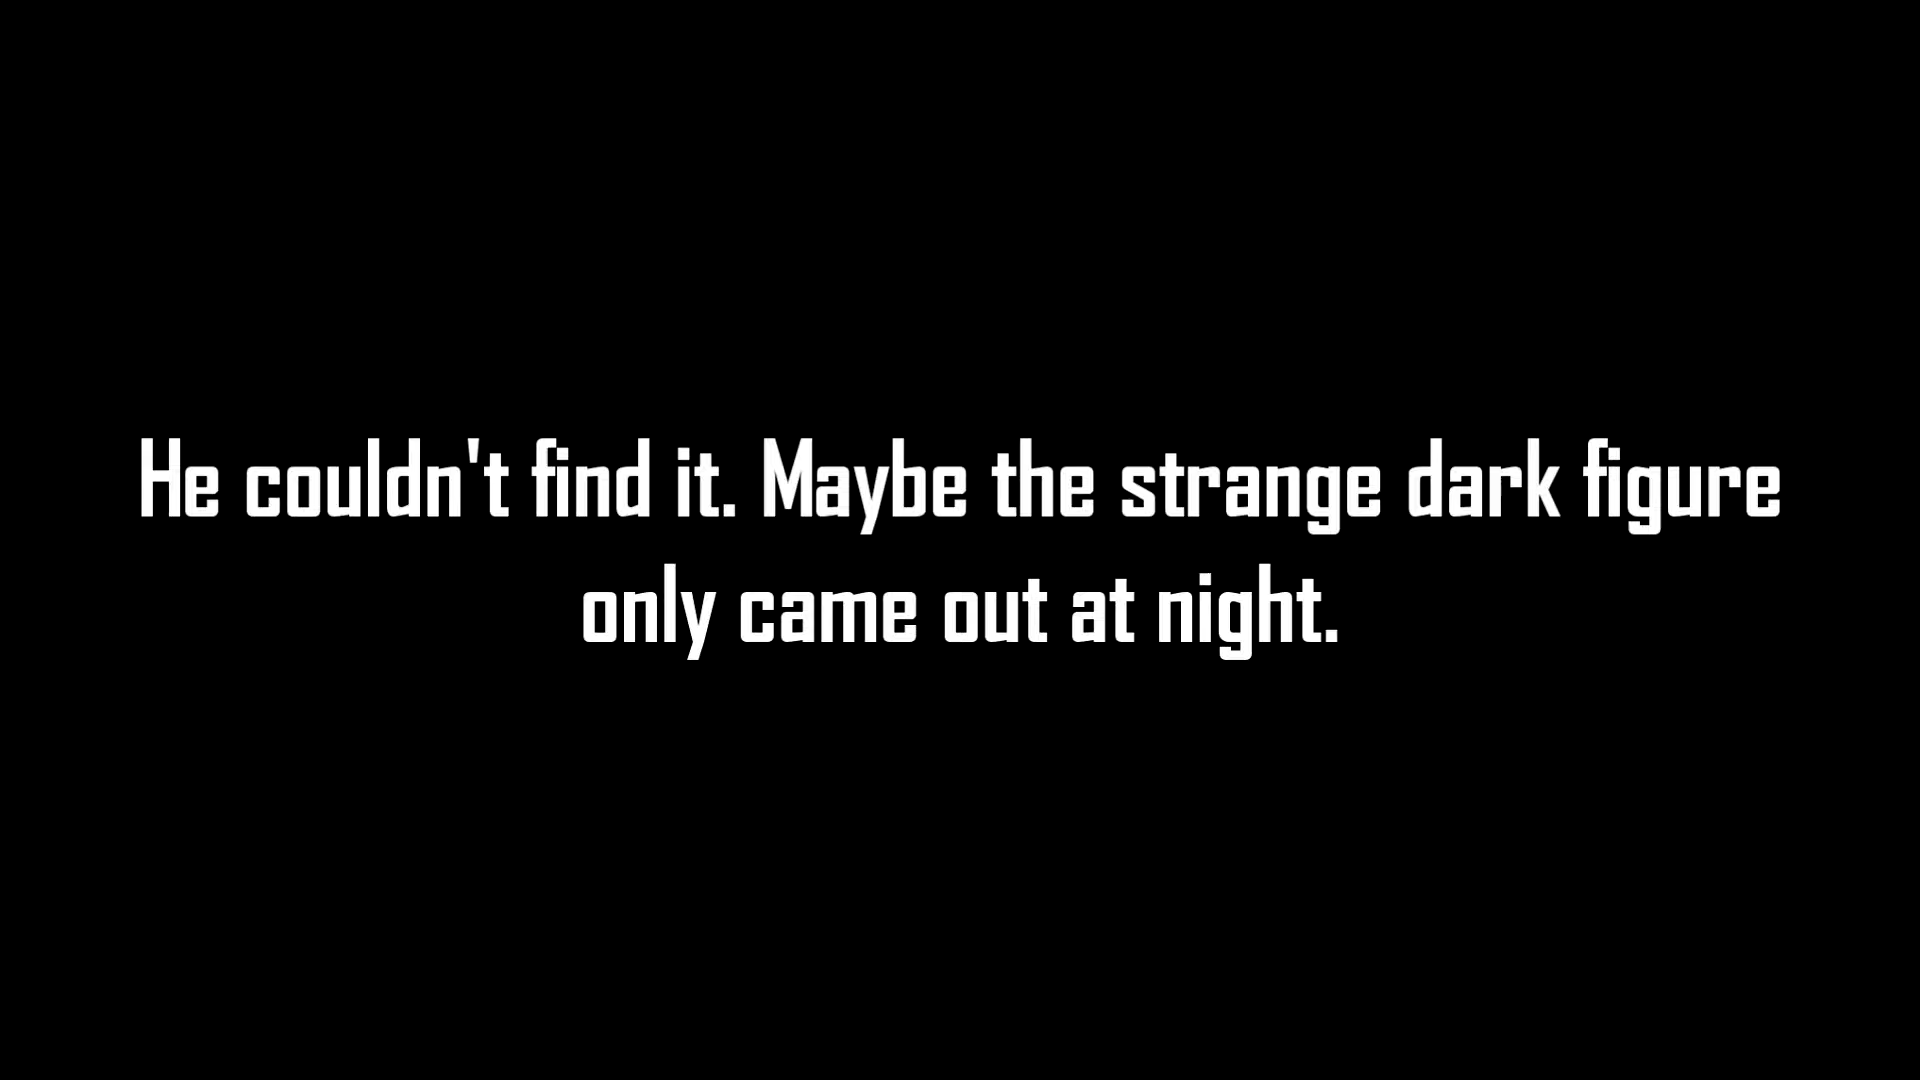 He couldn't find it. Maybe the strange dark figure
only came out at night.